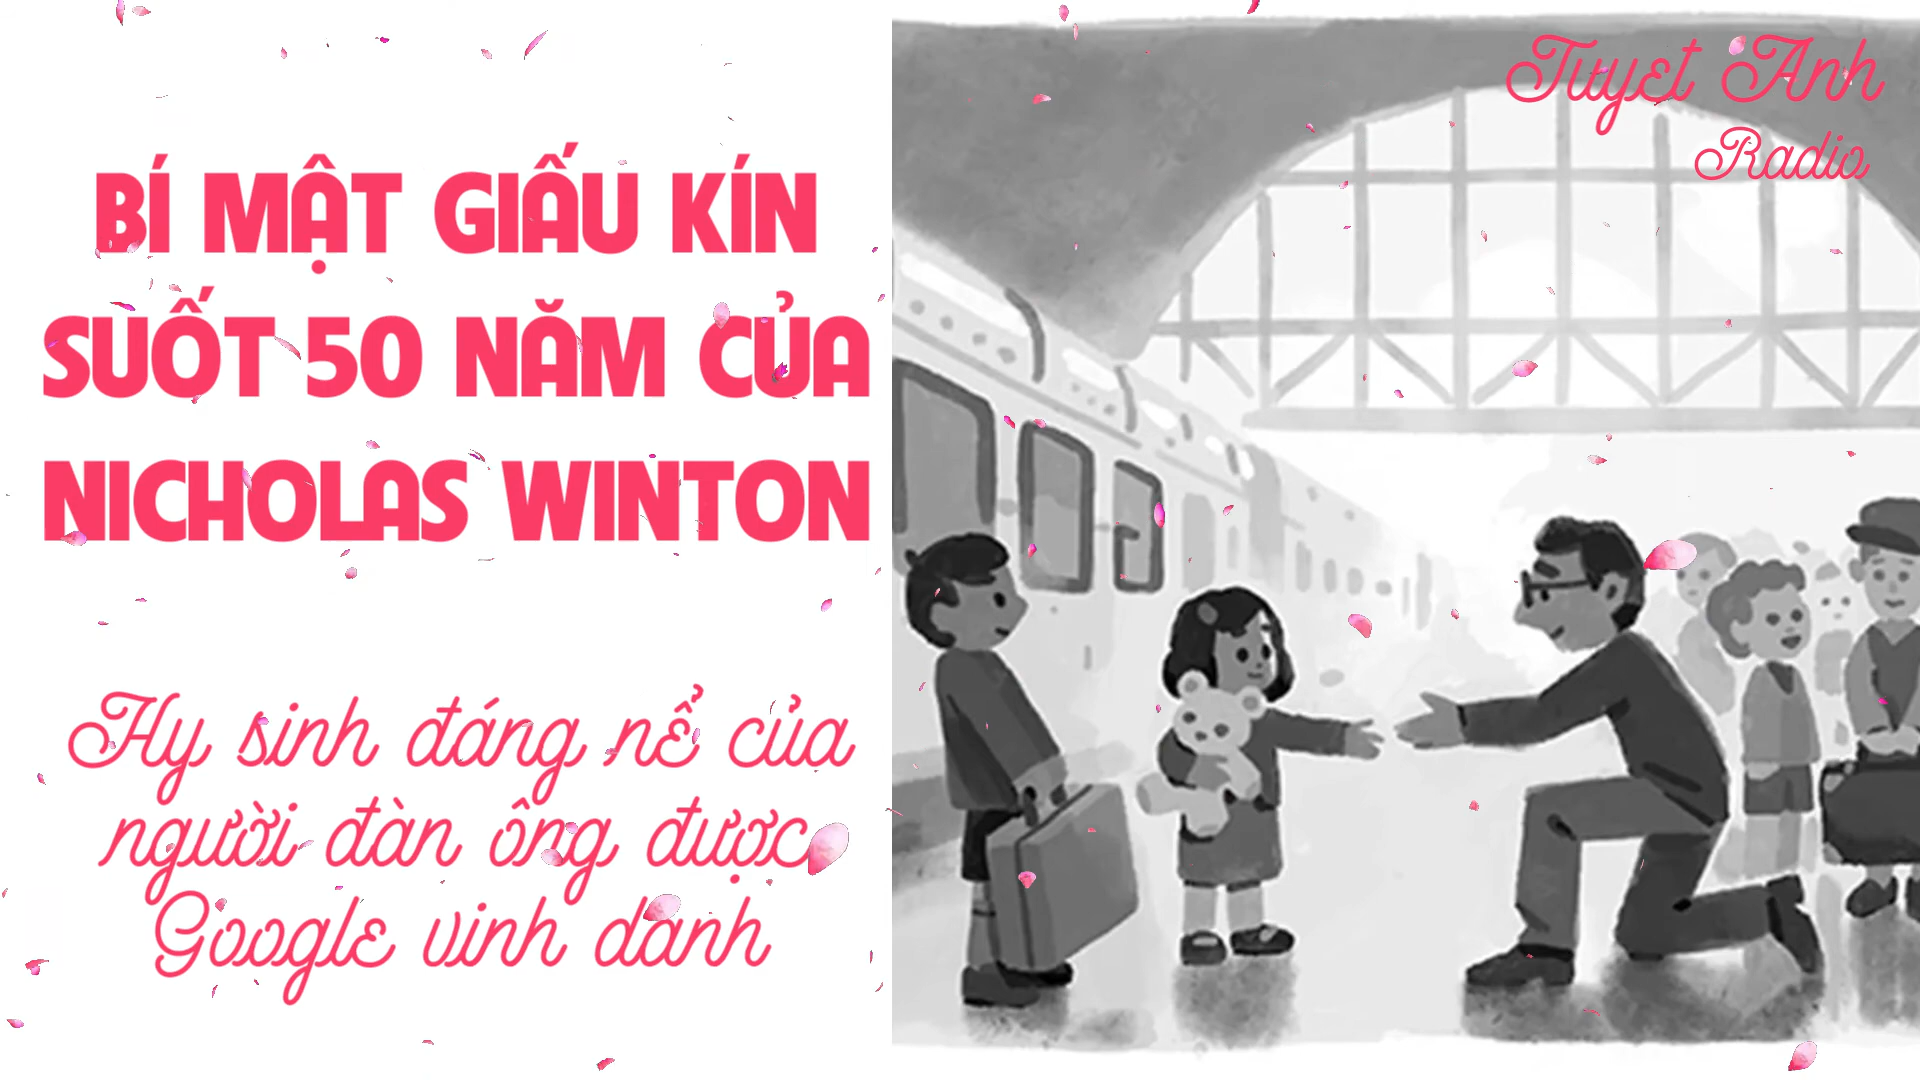 BÍ MẬT GIẤU KÍN
SUỐT 50 NĂM CỦA
NICHOLAS WINTON
Hy sinh đáng nể của
người đàn ông được
Google vinh danh
Tuyet Anh
Radio